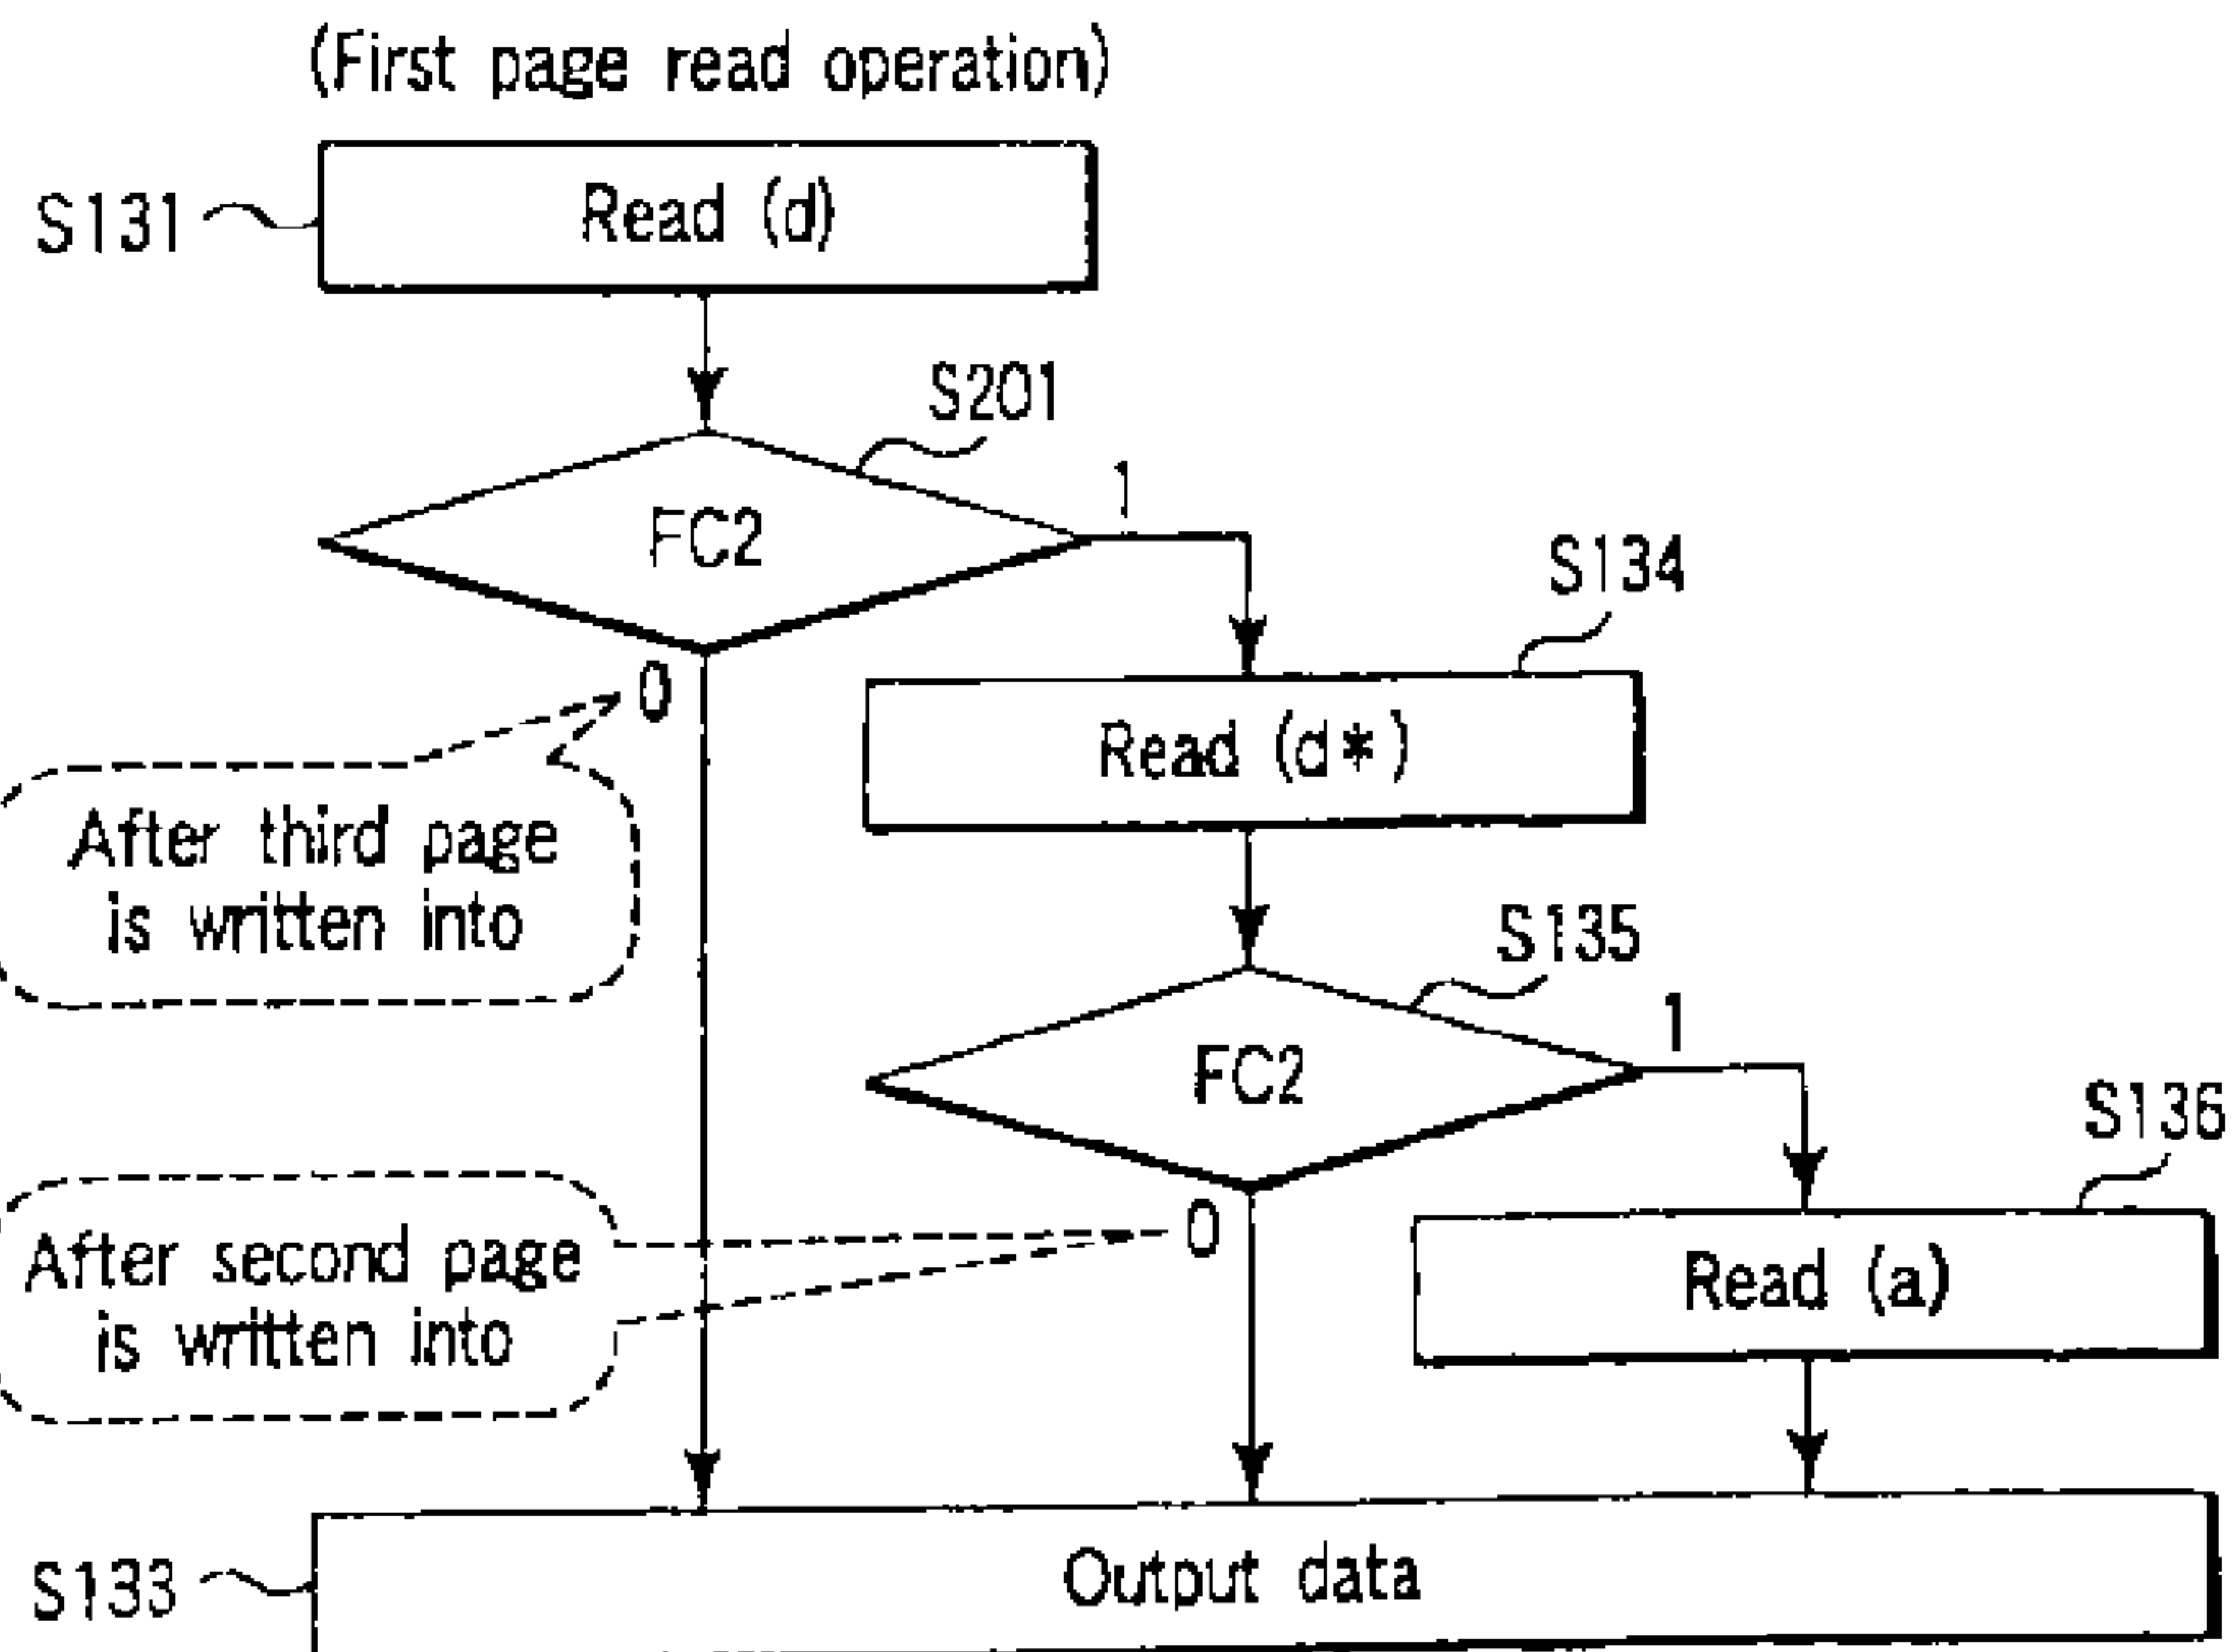 (First page read operation)
S131
Read (d)
S201
FC2
1
S134
0
Read (d*)
After third page
is written into
S135
FC2
1
S136
0
After second page
is written into
Read (a)
S133
Output data